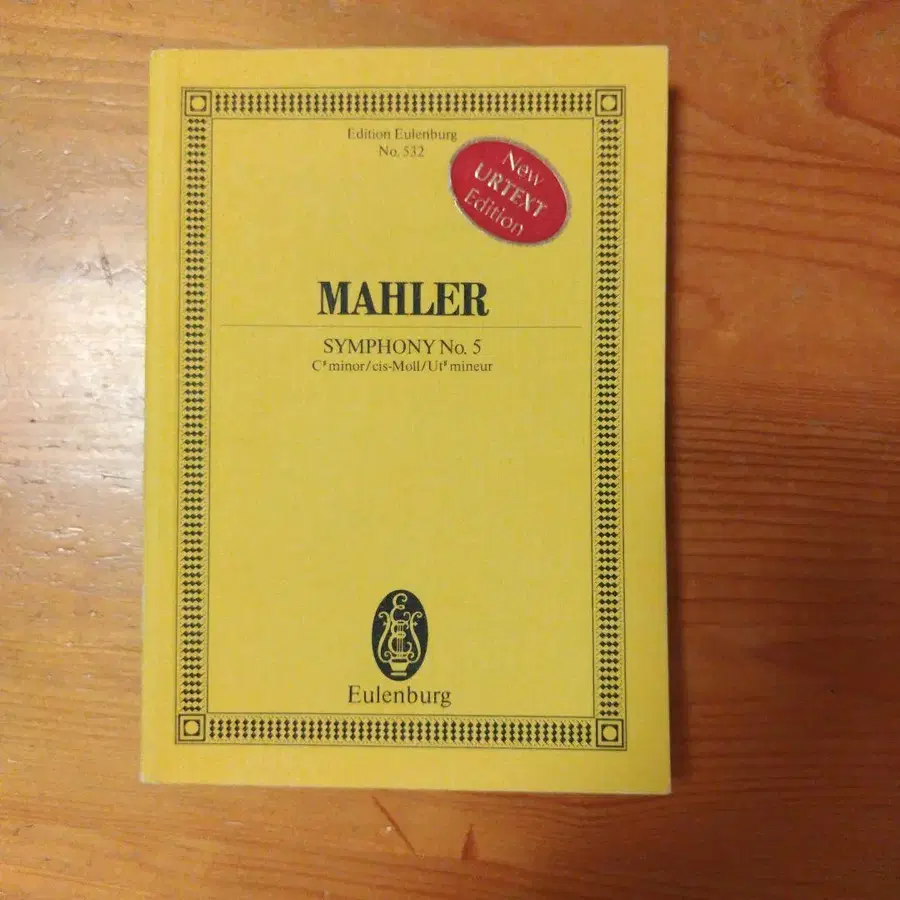 Edition Eulenburg
No. 532
New
URTEXT
Edition
MAHLER
SYMPHONY No. 5
C♯ minor/cis-Moll/Ut♯ mineur
Eulenburg